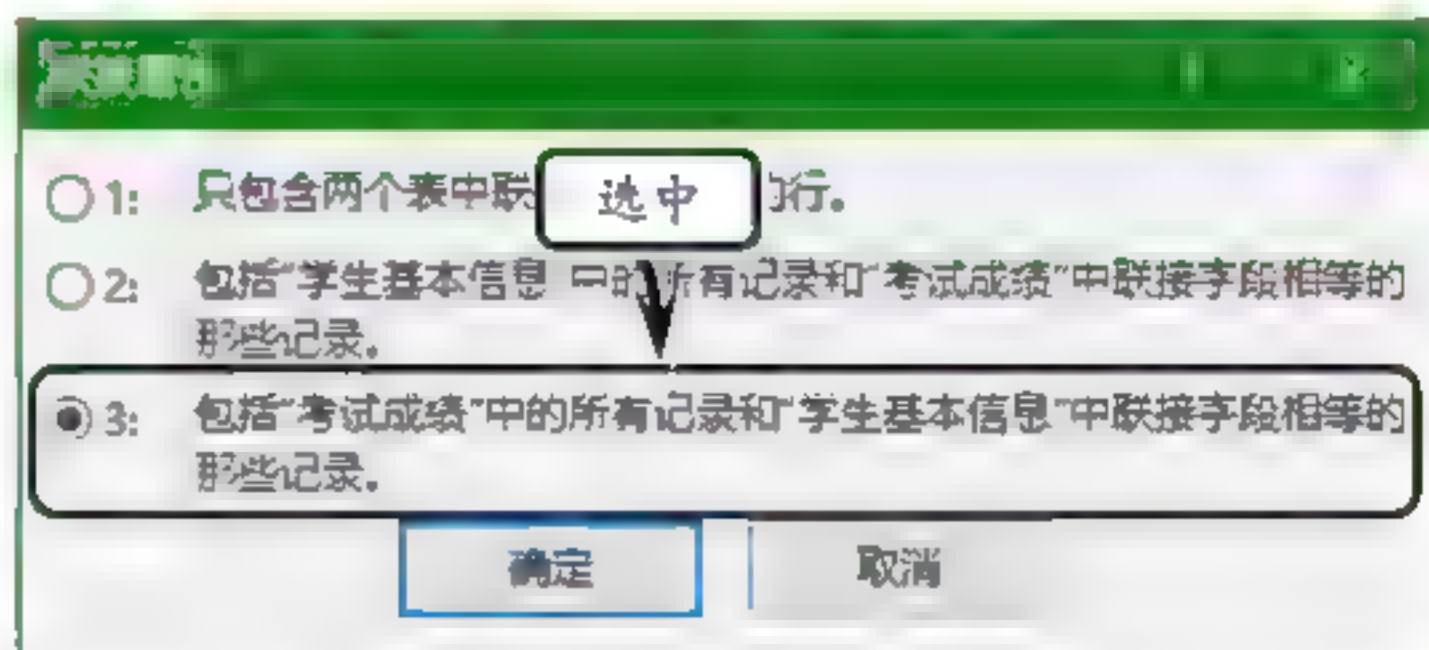 1: 只包含两个表中联 行。
选中
2: 包括"学生基本信息"中的所有记录和"考试成绩"中联接字段相等的
那些记录。
3: 包括"考试成绩"中的所有记录和"学生基本信息"中联接字段相等的
那些记录。
确定 取消